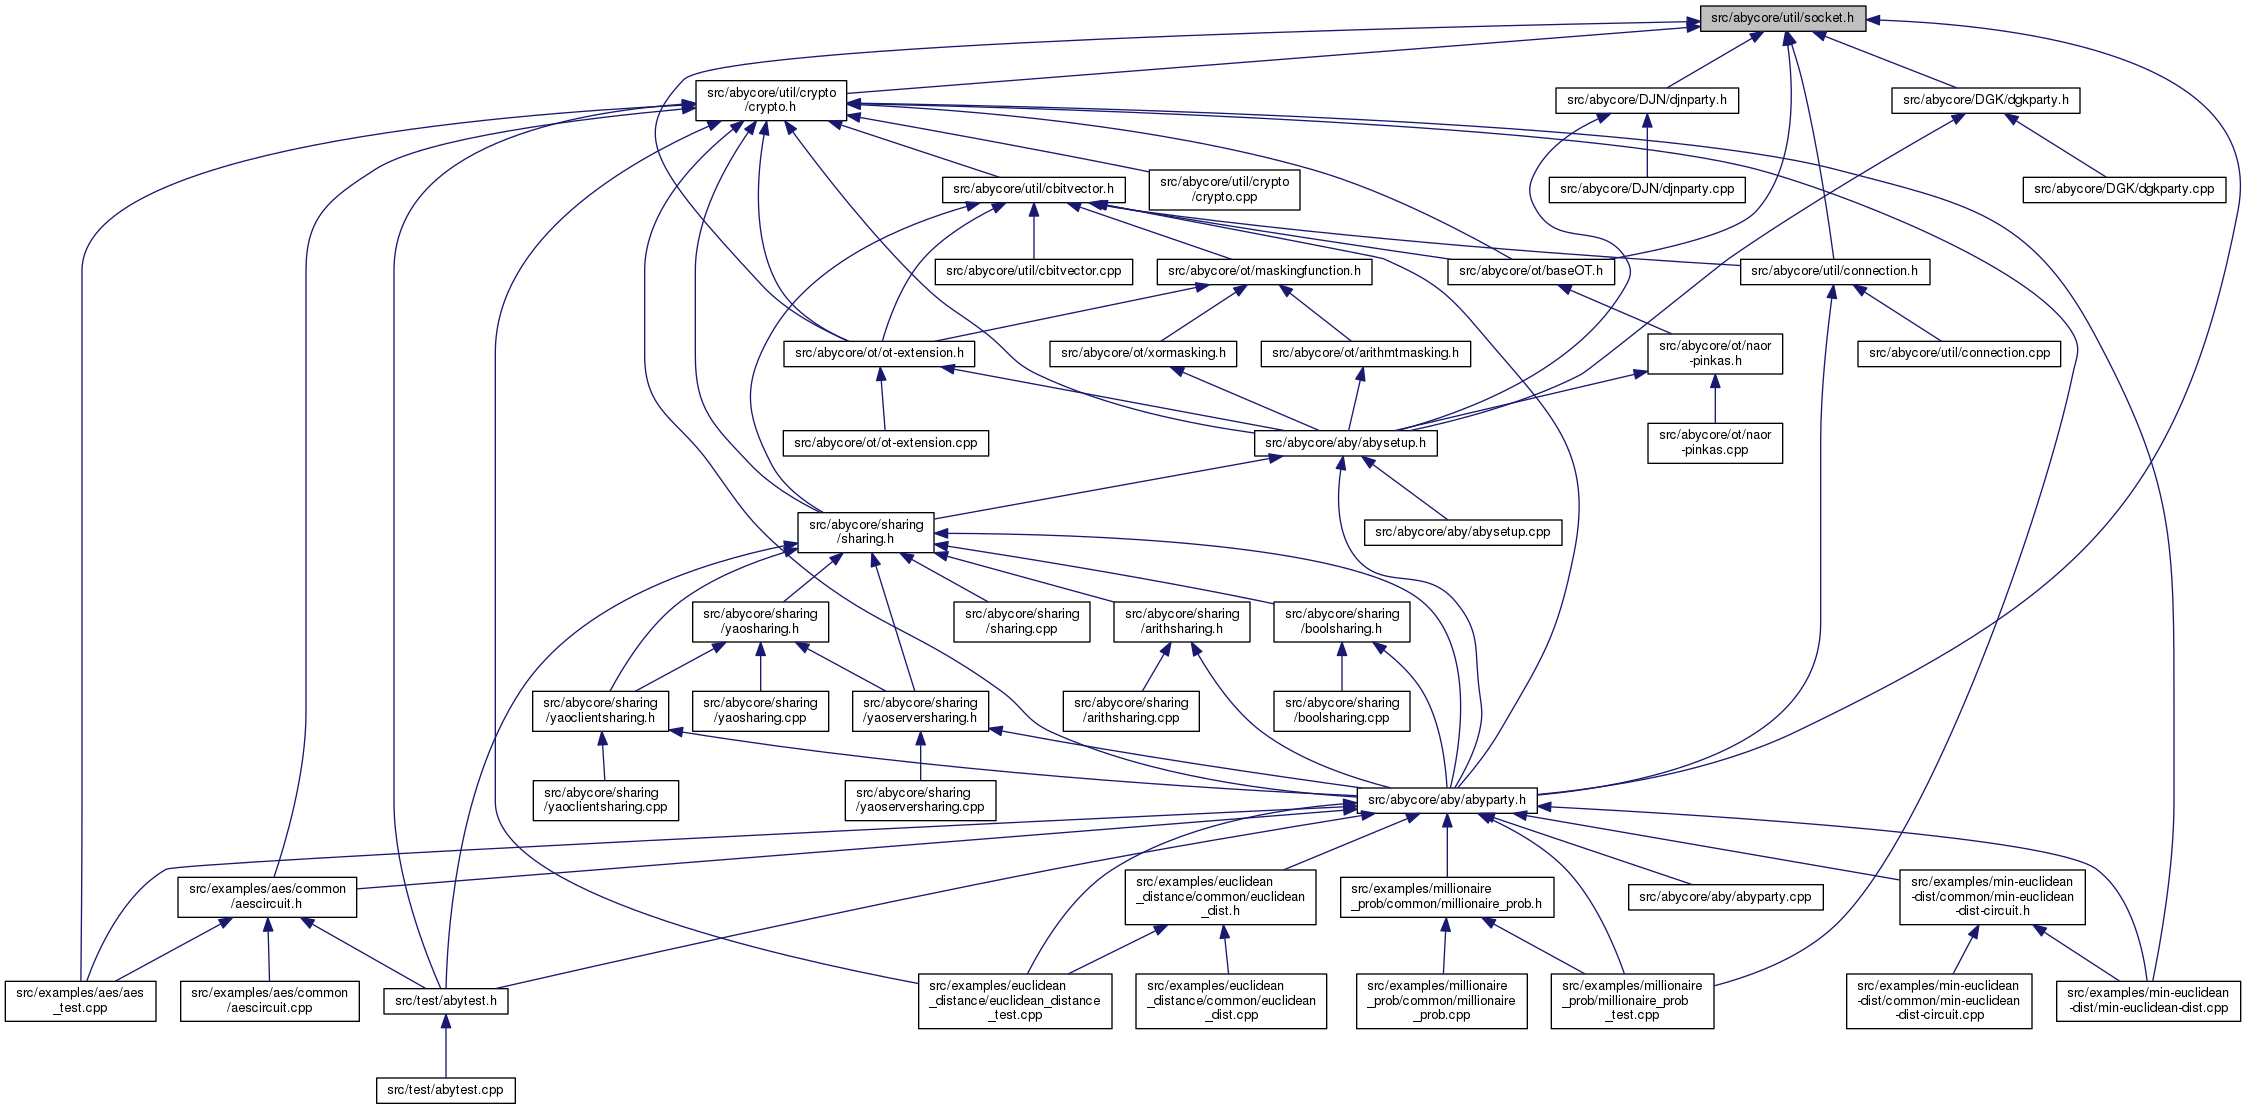 src/abycore/util/socket.h
src/abycore/util/crypto
/crypto.h
src/abycore/DJN/djnparty.h
src/abycore/DGK/dgkparty.h
src/abycore/util/cbitvector.h
src/abycore/util/crypto
/crypto.cpp
src/abycore/DJN/djnparty.cpp
src/abycore/DGK/dgkparty.cpp
src/abycore/util/cbitvector.cpp
src/abycore/ot/maskingfunction.h
src/abycore/ot/baseOT.h
src/abycore/util/connection.h
src/abycore/ot/ot-extension.h
src/abycore/ot/xormasking.h
src/abycore/ot/arithmtmasking.h
src/abycore/ot/naor
-pinkas.h
src/abycore/util/connection.cpp
src/abycore/ot/ot-extension.cpp
src/abycore/aby/abysetup.h
src/abycore/ot/naor
-pinkas.cpp
src/abycore/sharing
/sharing.h
src/abycore/aby/abysetup.cpp
src/abycore/sharing
/yaosharing.h
src/abycore/sharing
/sharing.cpp
src/abycore/sharing
/arithsharing.h
src/abycore/sharing
/boolsharing.h
src/abycore/sharing
/yaoclientsharing.h
src/abycore/sharing
/yaosharing.cpp
src/abycore/sharing
/yaoserversharing.h
src/abycore/sharing
/arithsharing.cpp
src/abycore/sharing
/boolsharing.cpp
src/abycore/sharing
/yaoclientsharing.cpp
src/abycore/sharing
/yaoserversharing.cpp
src/abycore/aby/abyparty.h
src/examples/aes/common
/aescircuit.h
src/examples/euclidean
_distance/common/euclidean
_dist.h
src/examples/millionaire
_prob/common/millionaire_prob.h
src/abycore/aby/abyparty.cpp
src/examples/min-euclidean
-dist/common/min-euclidean
-dist-circuit.h
src/examples/aes/aes
_test.cpp
src/examples/aes/common
/aescircuit.cpp
src/test/abytest.h
src/examples/euclidean
_distance/euclidean_distance
_test.cpp
src/examples/euclidean
_distance/common/euclidean
_dist.cpp
src/examples/millionaire
_prob/common/millionaire
_prob.cpp
src/examples/millionaire
_prob/millionaire_prob
_test.cpp
src/examples/min-euclidean
-dist/common/min-euclidean
-dist-circuit.cpp
src/examples/min-euclidean
-dist/min-euclidean-dist.cpp
src/test/abytest.cpp